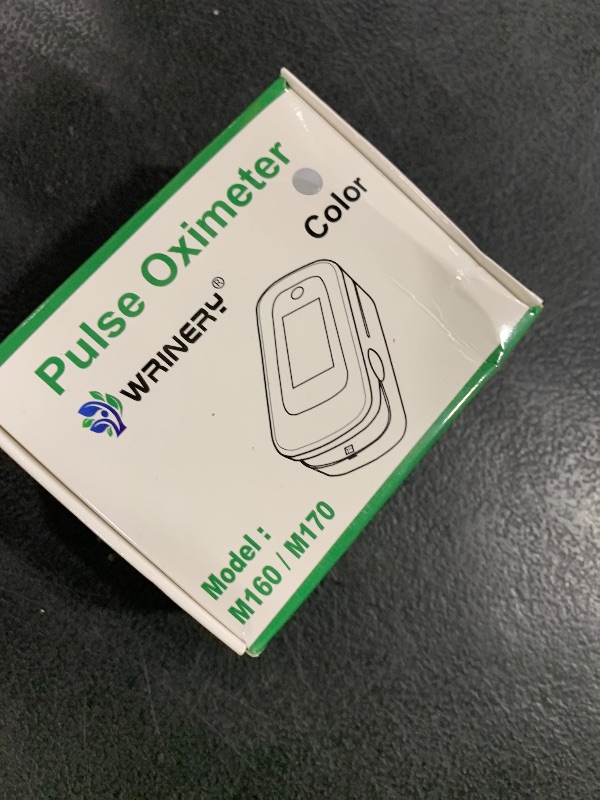 Pulse Oximeter
Color
WRINERY®
Model :
M160 / M170